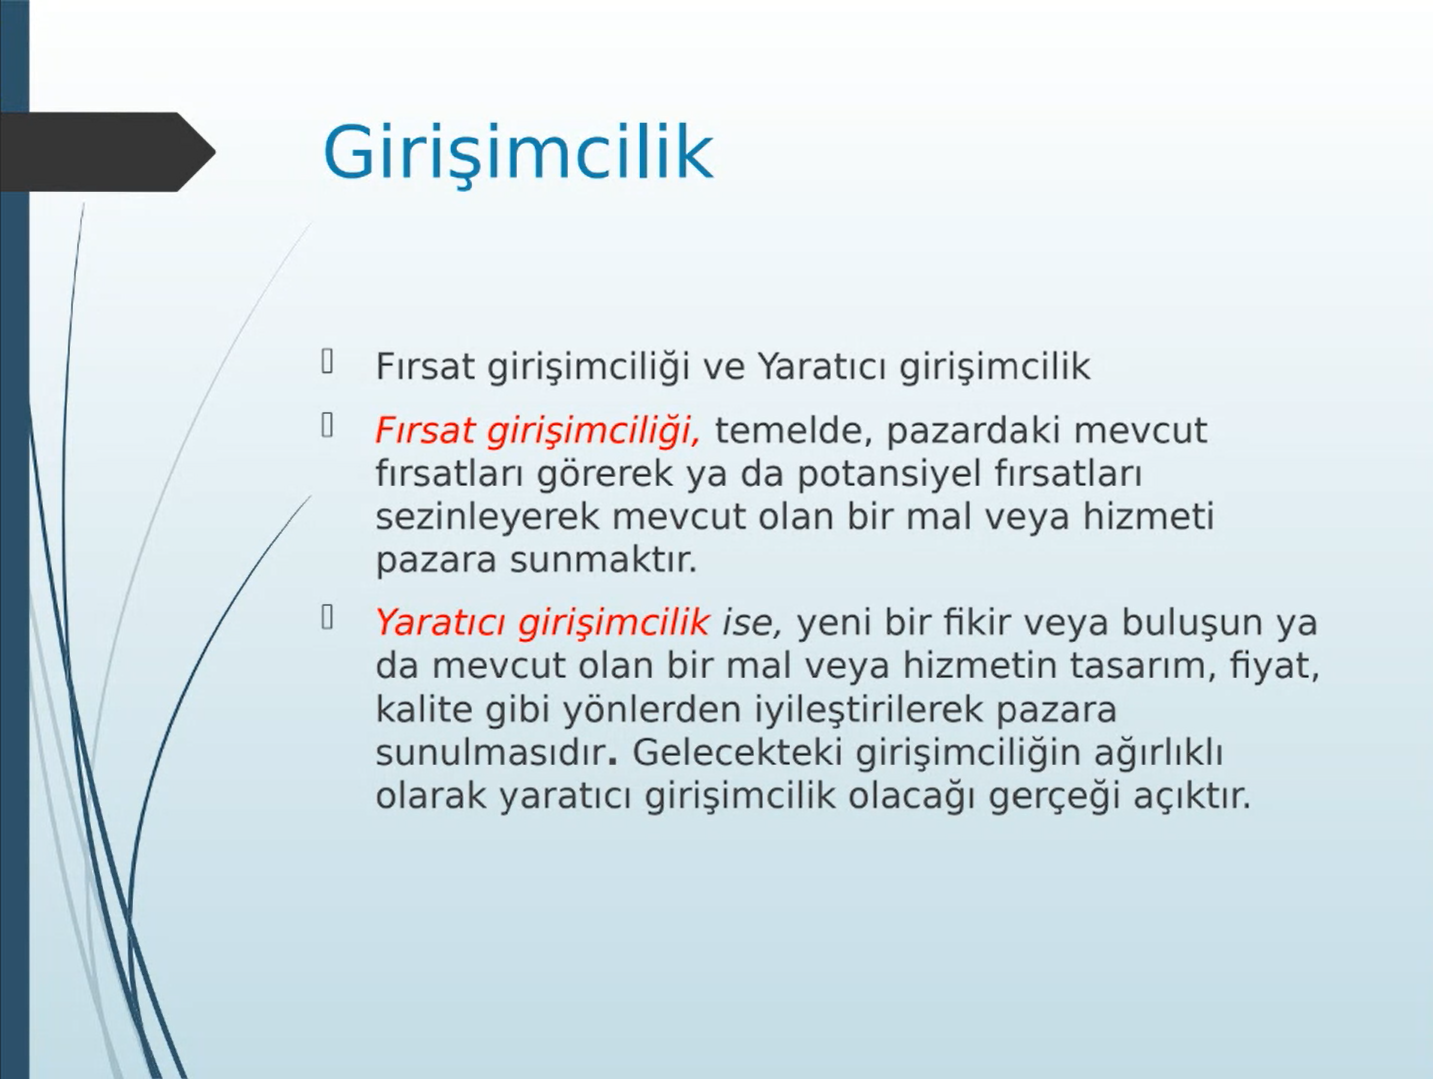 Girişimcilik
Fırsat girişimciliği ve Yaratıcı girişimcilik
Fırsat girişimciliği, temelde, pazardaki mevcut
fırsatları görerek ya da potansiyel fırsatları
sezinleyerek mevcut olan bir mal veya hizmeti
pazara sunmaktır.
Yaratıcı girişimcilik ise, yeni bir fikir veya buluşun ya
da mevcut olan bir mal veya hizmetin tasarım, fiyat,
kalite gibi yönlerden iyileştirilerek pazara
sunulmasıdır. Gelecekteki girişimciliğin ağırlıklı
olarak yaratıcı girişimcilik olacağı gerçeği açıktır.